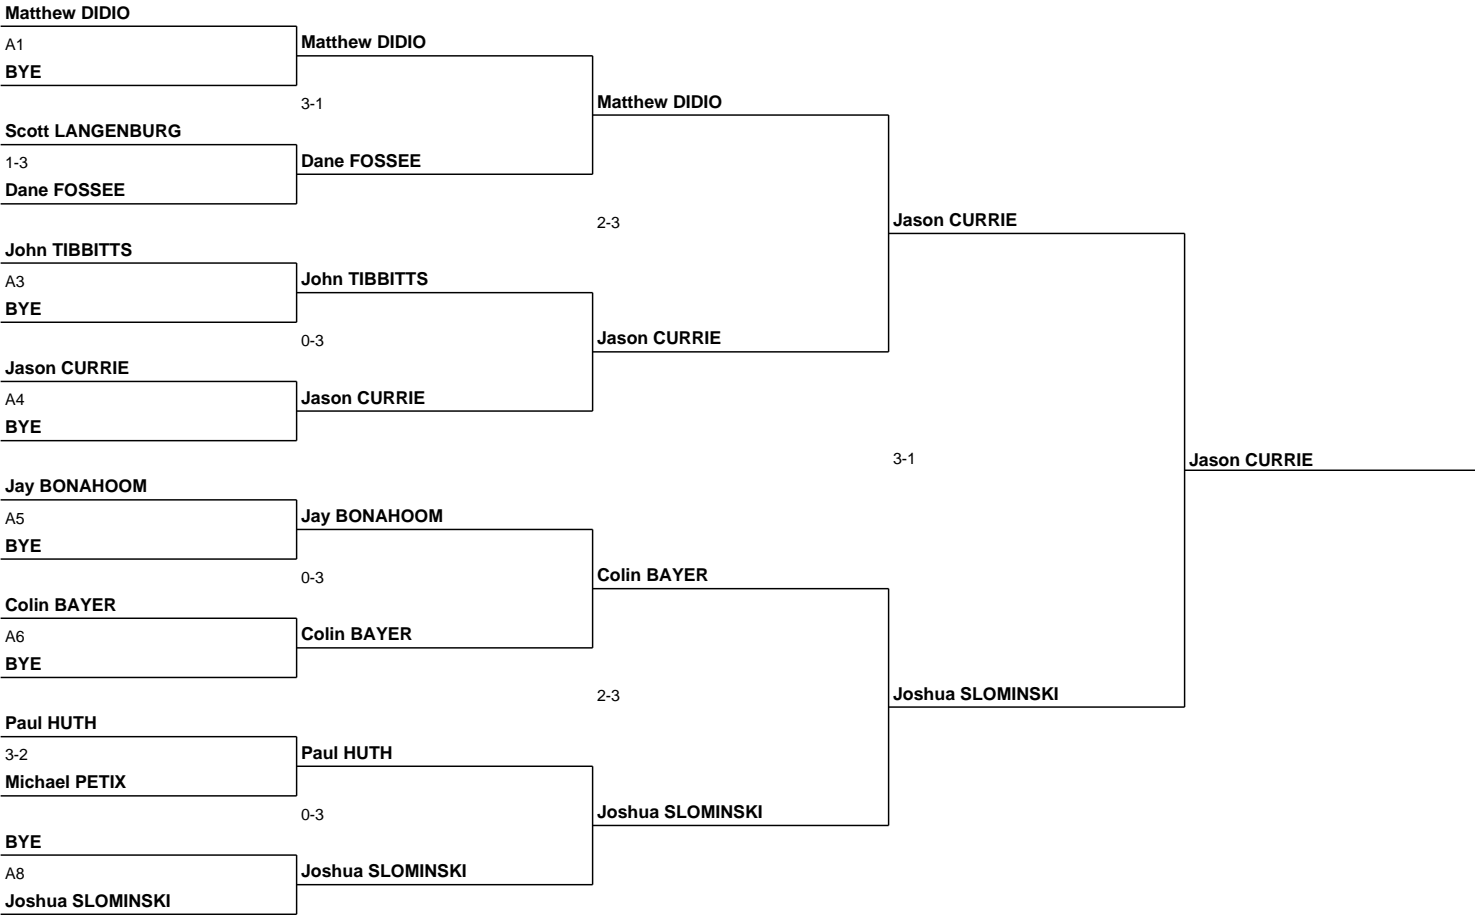 Matthew DIDIO
A1
BYE
Scott LANGENBURG
1-3
Dane FOSSEE
John TIBBITTS
A3
BYE
Jason CURRIE
A4
BYE
Jay BONAHOOM
A5
BYE
Colin BAYER
A6
BYE
Paul HUTH
3-2
Michael PETIX
BYE
A8
Joshua SLOMINSKI
Matthew DIDIO
3-1
Dane FOSSEE
John TIBBITTS
0-3
Jason CURRIE
Jay BONAHOOM
0-3
Colin BAYER
Paul HUTH
0-3
Joshua SLOMINSKI
Matthew DIDIO
2-3
Jason CURRIE
Colin BAYER
2-3
Joshua SLOMINSKI
Jason CURRIE
3-1
Joshua SLOMINSKI
Jason CURRIE